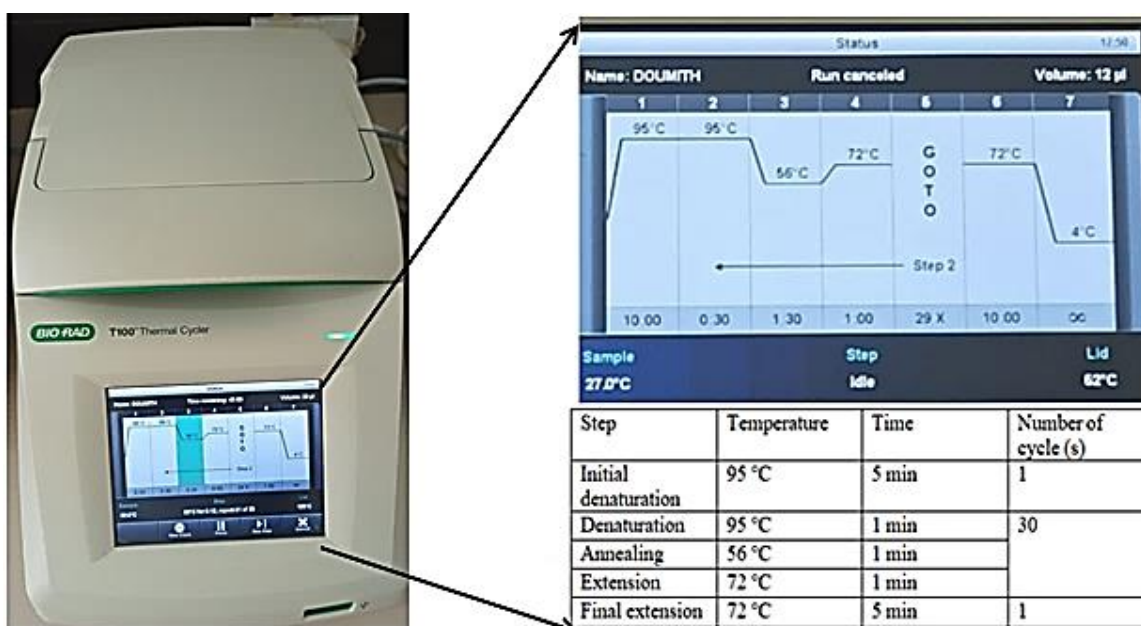 BIO-RAD T100™ Thermal Cycler
Status
Status 12:50
Name: DOUMITH Run canceled Volume: 12 µl
1 2 3 4 5 6 7
95°C 95°C 56°C 72°C GOTO 72°C 4°C
Step 2
10:00 0:30 1:30 1:00 29 X 10:00 ∞
Sample Step Lid
27.0°C Idle 62°C
Step Temperature Time Number of
cycle (s)
Initial 95 °C 5 min 1
denaturation
Denaturation 95 °C 1 min 30
Annealing 56 °C 1 min
Extension 72 °C 1 min
Final extension 72 °C 5 min 1